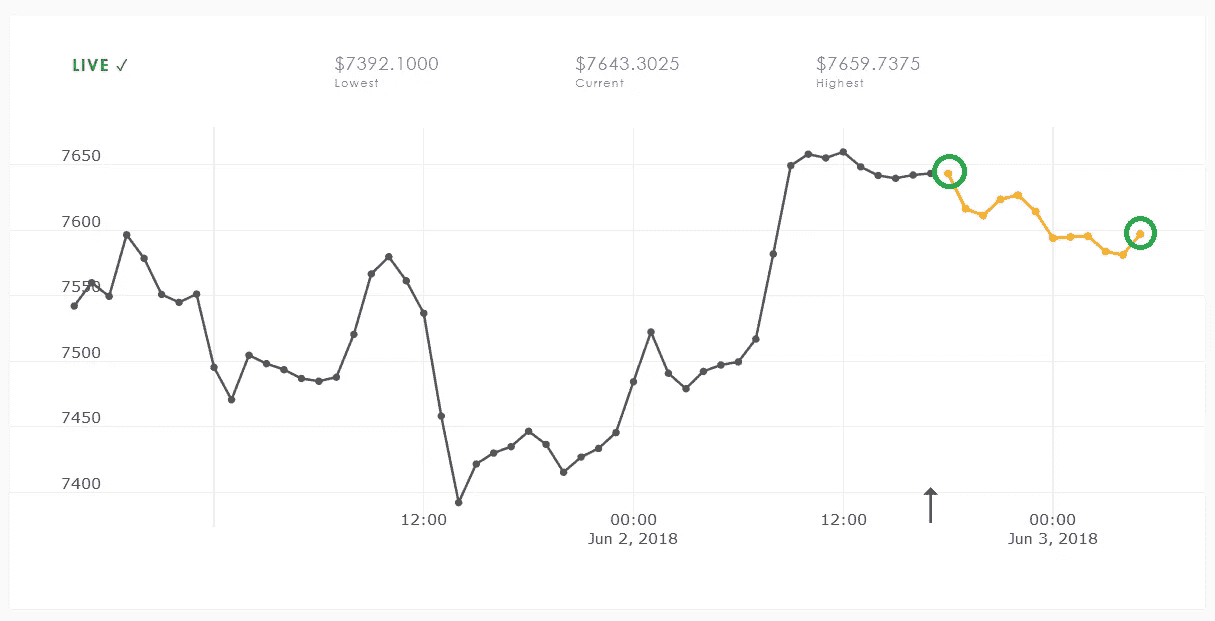 LIVE ✓
$7392.1000
Lowest
$7643.3025
Current
$7659.7375
Highest
7650
7600
7550
7500
7450
7400
12:00
00:00
Jun 2, 2018
12:00
00:00
Jun 3, 2018